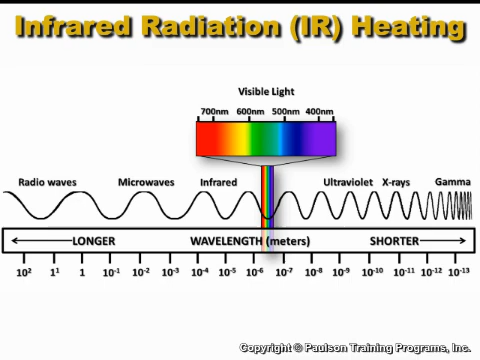 Infrared Radiation (IR) Heating
Visible Light
700nm 600nm 500nm 400nm
Radio waves Microwaves Infrared Ultraviolet X-rays Gamma
LONGER WAVELENGTH (meters) SHORTER
10² 1¹ 1 10⁻¹ 10⁻² 10⁻³ 10⁻⁴ 10⁻⁵ 10⁻⁶ 10⁻⁷ 10⁻⁸ 10⁻⁹ 10⁻¹⁰ 10⁻¹¹ 10⁻¹² 10⁻¹³
Copyright © Paulson Training Programs, Inc.